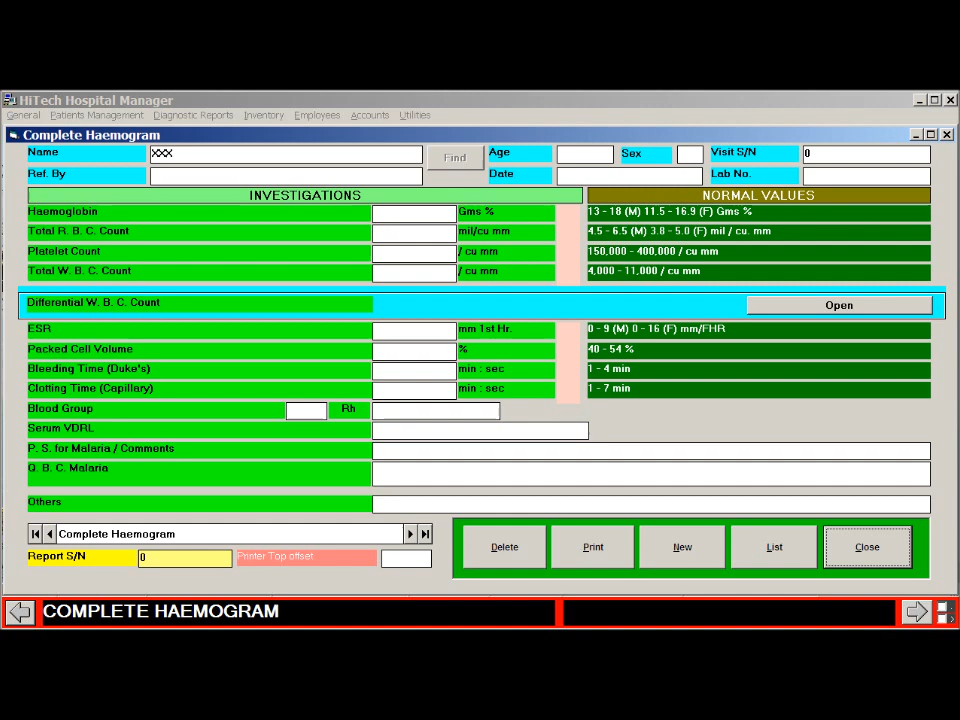 HiTech Hospital Manager
General Patients Management Diagnostic Reports Inventory Employees Accounts Utilities
Complete Haemogram
Name XXX Find Age Sex Visit S/N 0
Ref. By Date Lab No.
INVESTIGATIONS NORMAL VALUES
Haemoglobin Gms % 13 - 18 (M) 11.5 - 16.9 (F) Gms %
Total R. B. C. Count mil/cu mm 4.5 - 6.5 (M) 3.8 - 5.0 (F) mil / cu. mm
Platelet Count / cu mm 150,000 - 400,000 / cu mm
Total W. B. C. Count / cu mm 4,000 - 11,000 / cu mm
Differential W. B. C. Count Open
ESR mm 1st Hr. 0 - 9 (M) 0 - 16 (F) mm/FHR
Packed Cell Volume % 40 - 54 %
Bleeding Time (Duke's) min : sec 1 - 4 min
Clotting Time (Capillary) min : sec 1 - 7 min
Blood Group Rh
Serum VDRL
P. S. for Malaria / Comments
Q. B. C. Malaria
Others
Complete Haemogram
Report S/N 0 Printer Top offset
Delete Print New List Close
COMPLETE HAEMOGRAM